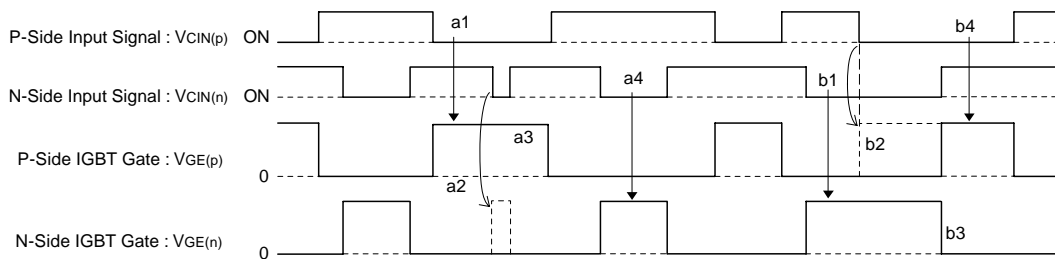 a1
b4
P-Side Input Signal : VCIN(p) ON
a4
b1
N-Side Input Signal : VCIN(n) ON
a3
P-Side IGBT Gate : VGE(p)
b2
0
a2
N-Side IGBT Gate : VGE(n)
b3
0